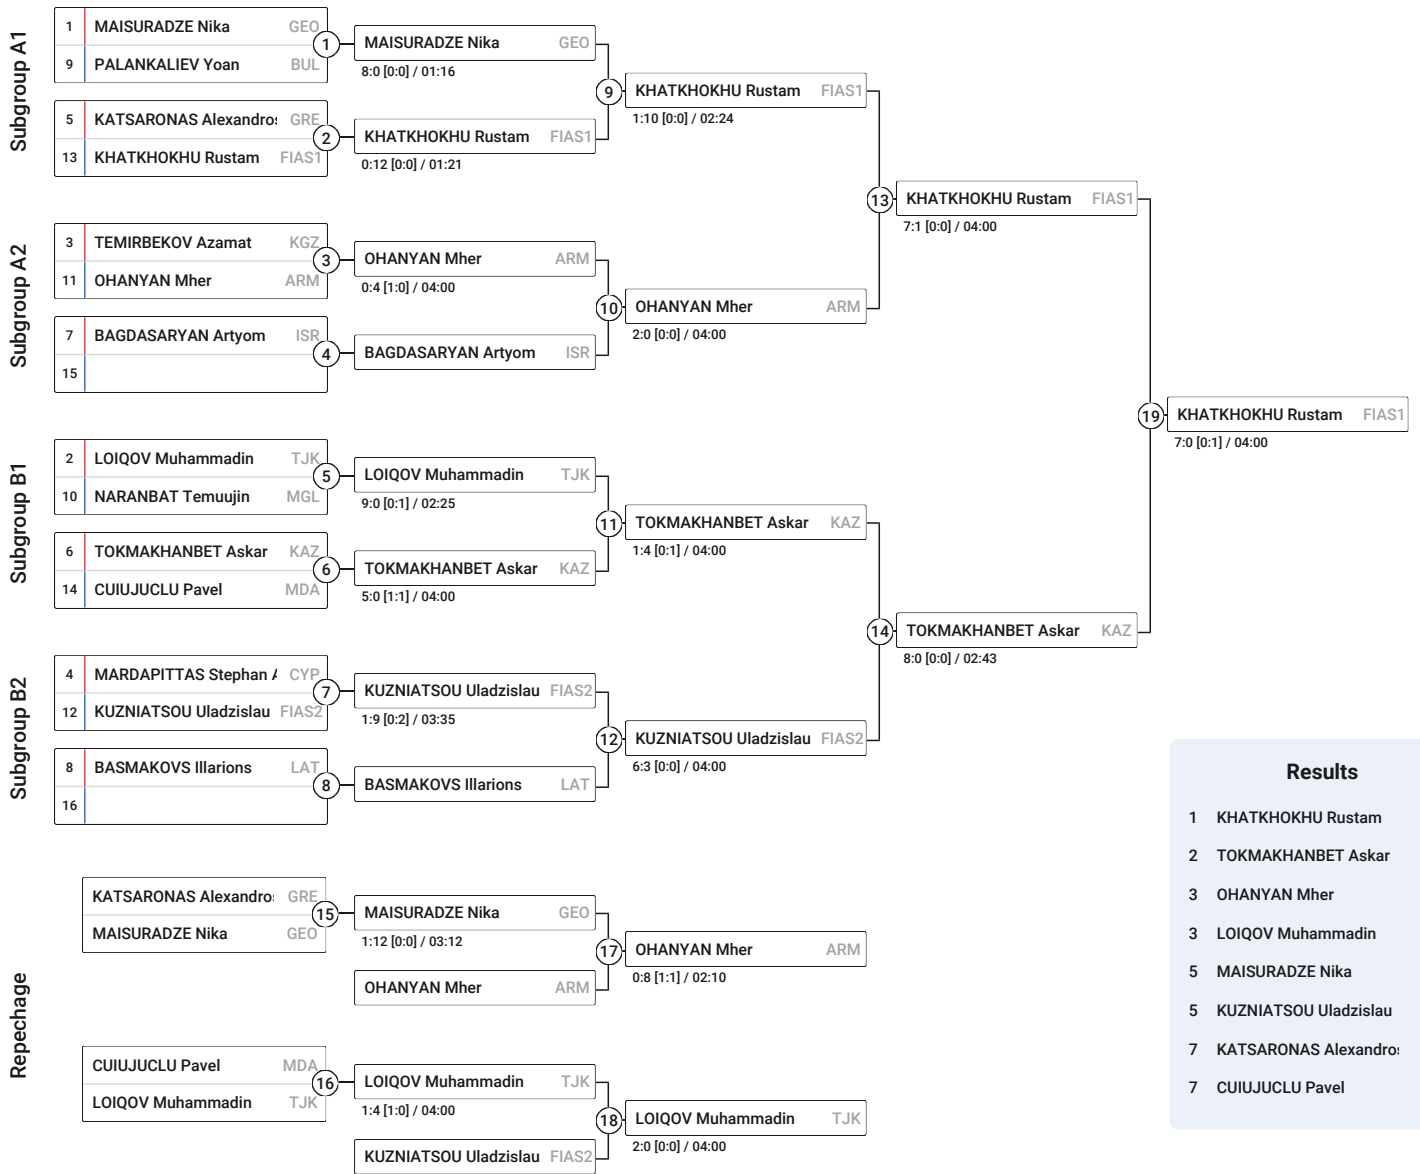 Subgroup A1
1 MAISURADZE Nika GEO
9 PALANKALIEV Yoan BUL
1
MAISURADZE Nika GEO
8:0 [0:0] / 01:16
5 KATSARONAS Alexandros GRE
13 KHATKHOKHU Rustam FIAS1
2
KHATKHOKHU Rustam FIAS1
0:12 [0:0] / 01:21
9
KHATKHOKHU Rustam FIAS1
1:10 [0:0] / 02:24
Subgroup A2
3 TEMIRBEKOV Azamat KGZ
11 OHANYAN Mher ARM
3
OHANYAN Mher ARM
0:4 [1:0] / 04:00
7 BAGDASARYAN Artyom ISR
15
4
BAGDASARYAN Artyom ISR
10
OHANYAN Mher ARM
2:0 [0:0] / 04:00
13
KHATKHOKHU Rustam FIAS1
7:1 [0:0] / 04:00
Subgroup B1
2 LOIQOV Muhammadin TJK
10 NARANBAT Temuujin MGL
5
LOIQOV Muhammadin TJK
9:0 [0:1] / 02:25
6 TOKMAKHANBET Askar KAZ
14 CUIUJUCLU Pavel MDA
6
TOKMAKHANBET Askar KAZ
5:0 [1:1] / 04:00
11
TOKMAKHANBET Askar KAZ
1:4 [0:1] / 04:00
Subgroup B2
4 MARDAPITTAS Stephan A CYP
12 KUZNIATSOU Uladzislau FIAS2
7
KUZNIATSOU Uladzislau FIAS2
1:9 [0:2] / 03:35
8 BASMAKOVS Illarions LAT
16
8
BASMAKOVS Illarions LAT
12
KUZNIATSOU Uladzislau FIAS2
6:3 [0:0] / 04:00
14
TOKMAKHANBET Askar KAZ
8:0 [0:0] / 02:43
19
KHATKHOKHU Rustam FIAS1
7:0 [0:1] / 04:00
Repechage
KATSARONAS Alexandros GRE
MAISURADZE Nika GEO
15
MAISURADZE Nika GEO
1:12 [0:0] / 03:12
OHANYAN Mher ARM
17
OHANYAN Mher ARM
0:8 [1:1] / 02:10
CUIUJUCLU Pavel MDA
LOIQOV Muhammadin TJK
16
LOIQOV Muhammadin TJK
1:4 [1:0] / 04:00
KUZNIATSOU Uladzislau FIAS2
18
LOIQOV Muhammadin TJK
2:0 [0:0] / 04:00
Results
1 KHATKHOKHU Rustam
2 TOKMAKHANBET Askar
3 OHANYAN Mher
3 LOIQOV Muhammadin
5 MAISURADZE Nika
5 KUZNIATSOU Uladzislau
7 KATSARONAS Alexandros
7 CUIUJUCLU Pavel